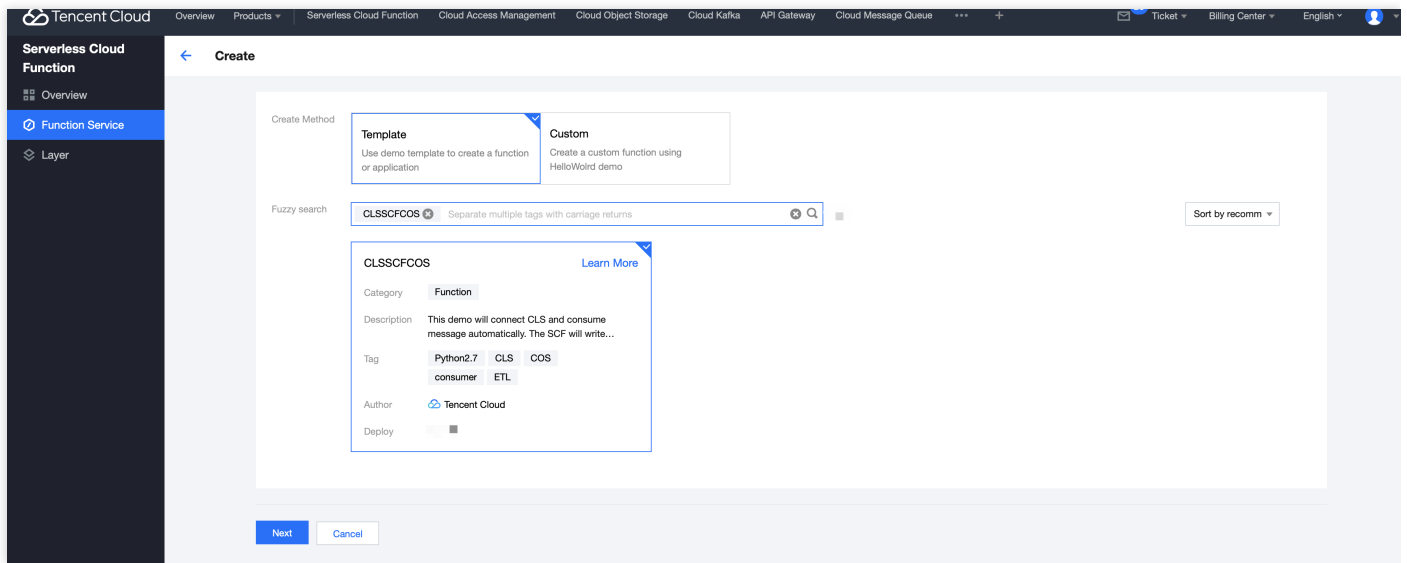 Tencent Cloud Overview Products Serverless Cloud Function Cloud Access Management Cloud Object Storage Cloud Kafka API Gateway Cloud Message Queue ••• + Ticket Billing Center English
Serverless Cloud
Function
Overview
Function Service
Layer
← Create
Create Method
Template
Use demo template to create a function
or application
Custom
Create a custom function using
HelloWolrd demo
Fuzzy search
CLSSCFCOS Separate multiple tags with carriage returns
Sort by recomm
CLSSCFCOS Learn More
Category Function
Description This demo will connect CLS and consume
message automatically. The SCF will write...
Tag Python2.7 CLS COS
consumer ETL
Author Tencent Cloud
Deploy
Next Cancel